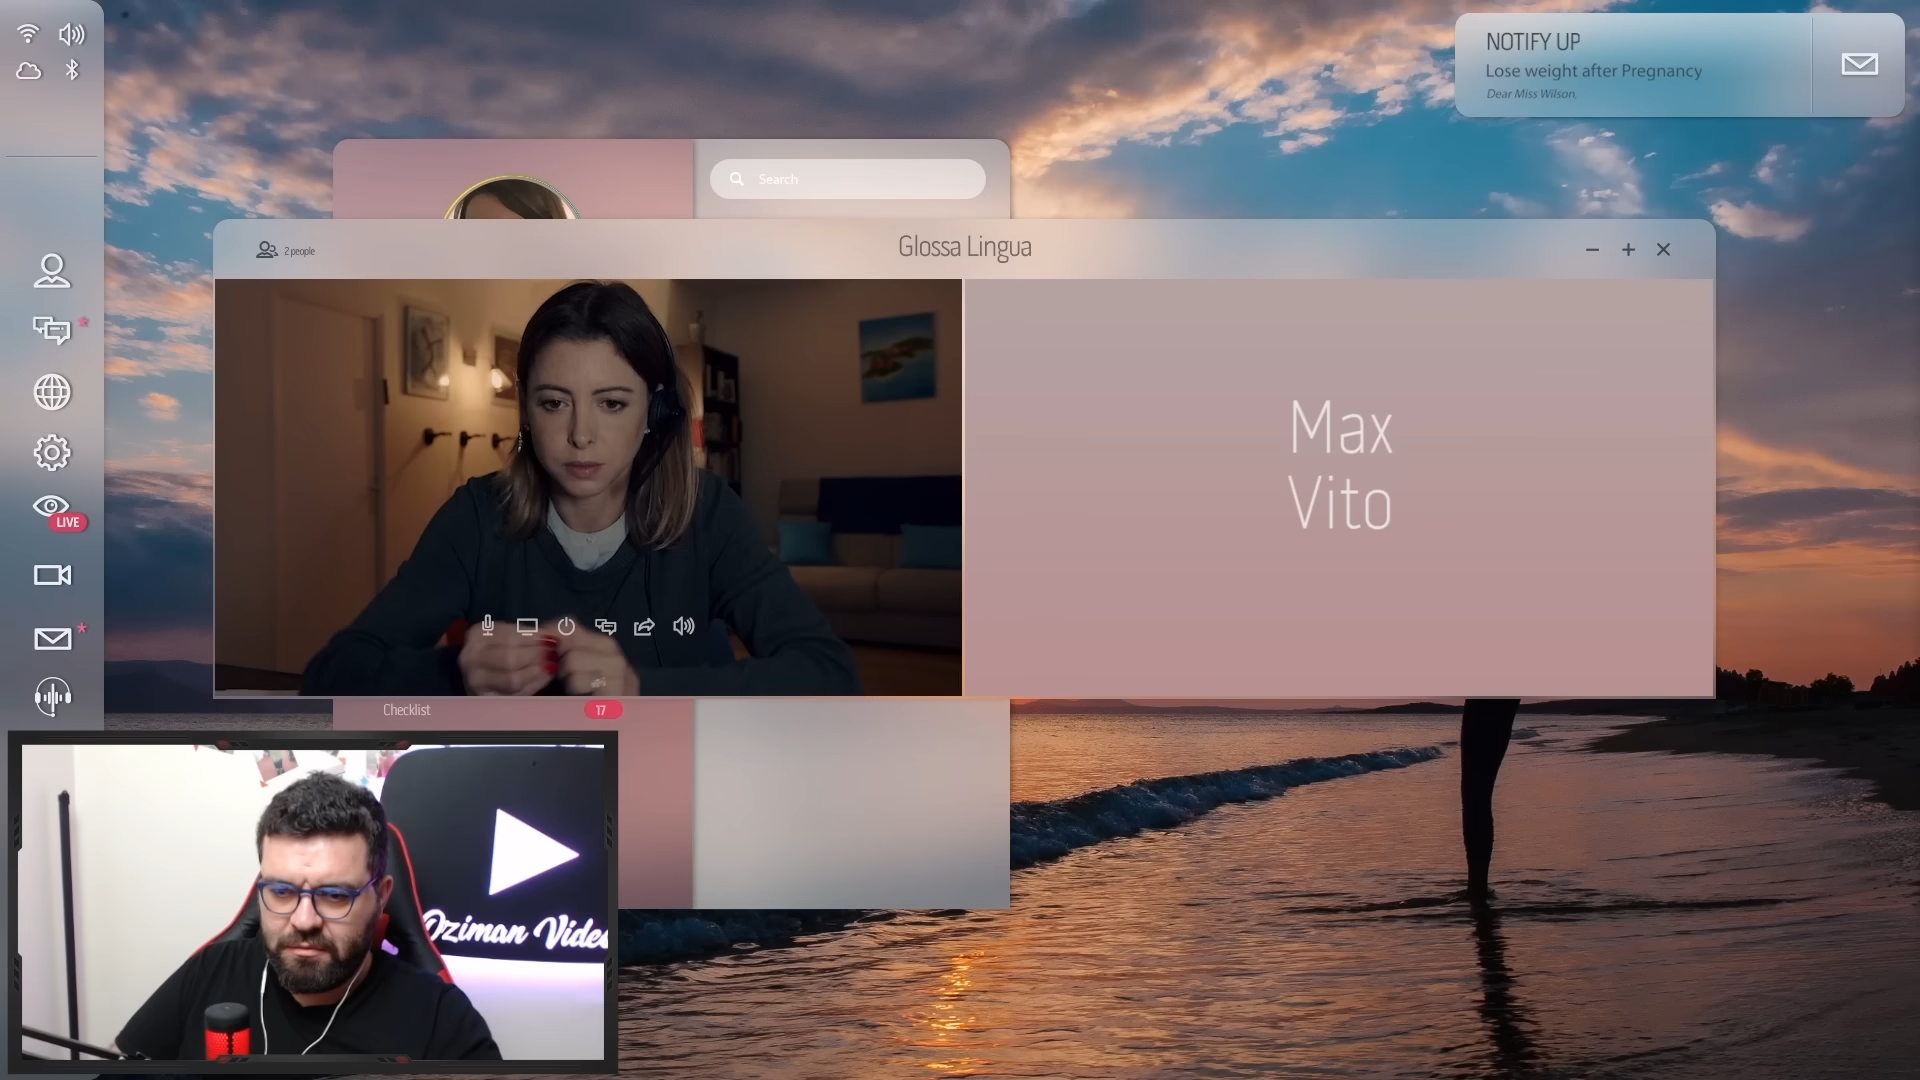 NOTIFY UP
Lose weight after Pregnancy
Dear Miss Wilson,
Search
2 people
Glossa Lingua
Max
Vito
LIVE
Checklist
17
Oziman Video